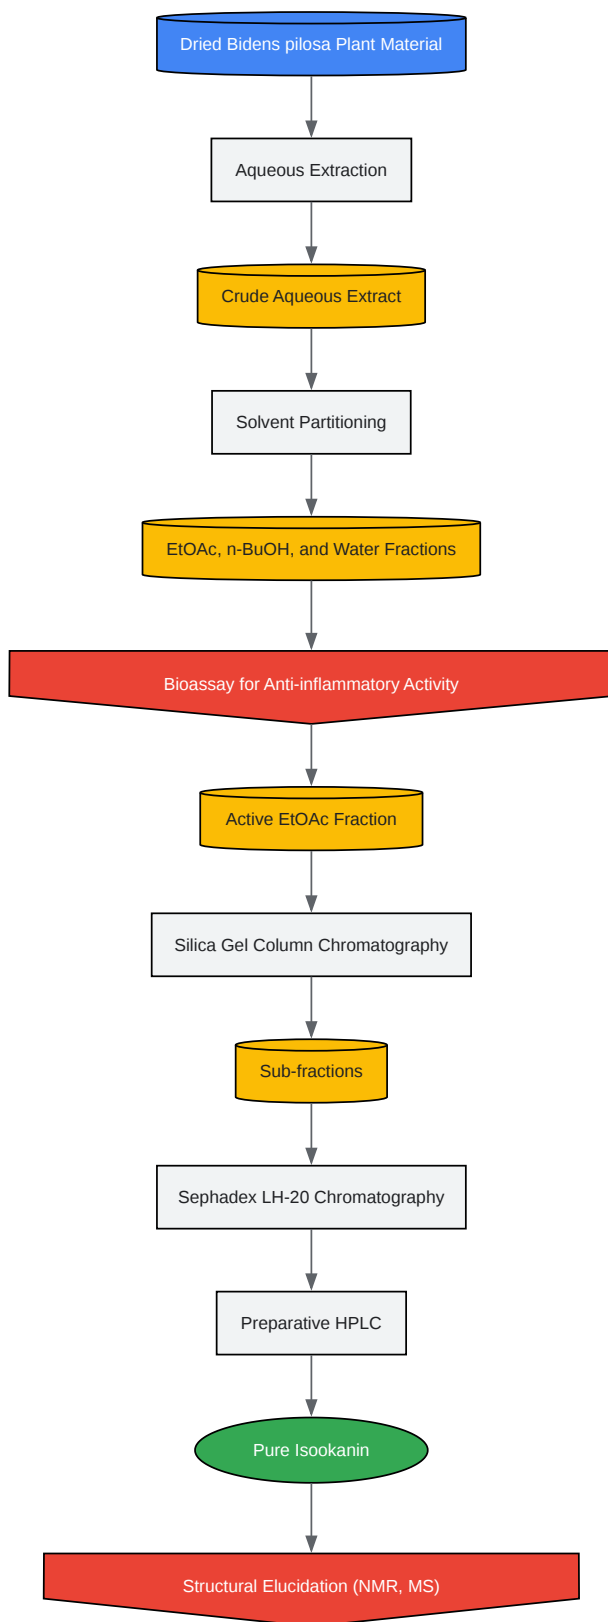 Dried Bidens pilosa Plant Material
Aqueous Extraction
Crude Aqueous Extract
Solvent Partitioning
EtOAc, n-BuOH, and Water Fractions
Bioassay for Anti-inflammatory Activity
Active EtOAc Fraction
Silica Gel Column Chromatography
Sub-fractions
Sephadex LH-20 Chromatography
Preparative HPLC
Pure Isookanin
Structural Elucidation (NMR, MS)